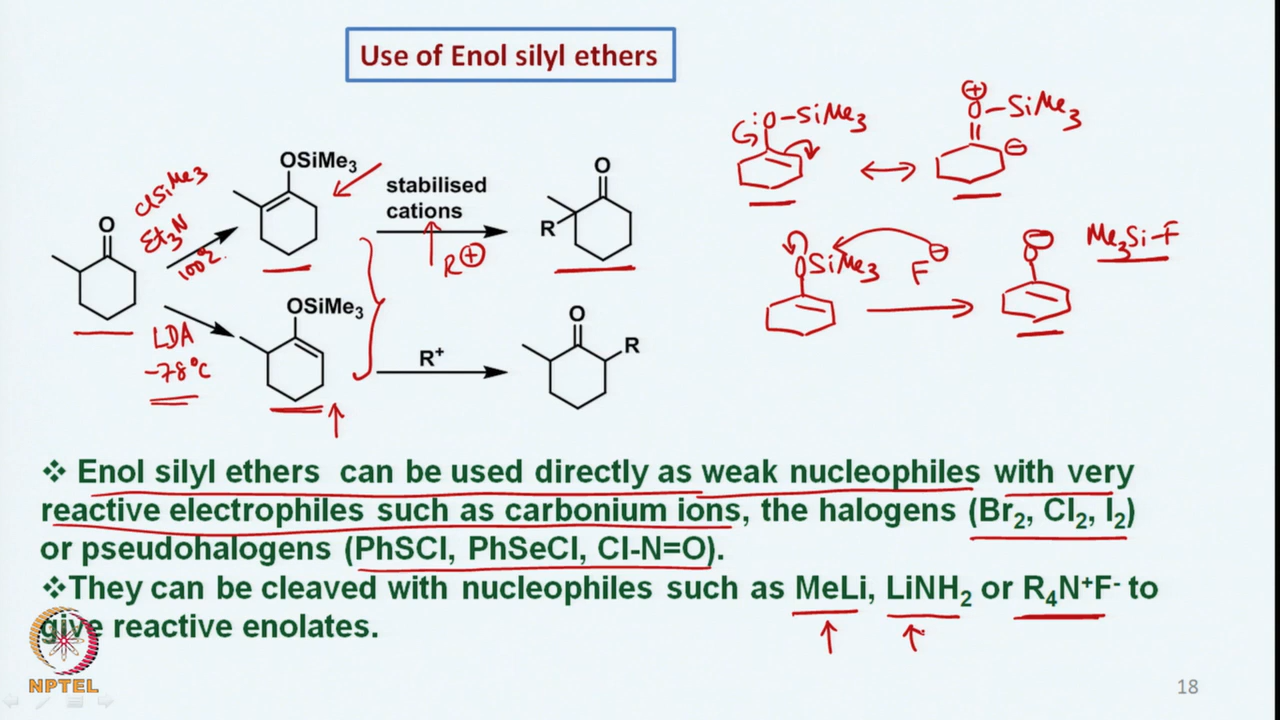 Use of Enol silyl ethers
ClSiMe3
Et3N
100°C
O
OSiMe3
stabilised
cations
R⊕
O
R
LDA
-78°C
OSiMe3
R+
O
R
:O-SiMe3
⊕
O-SiMe3
⊖
OSiMe3
F⊖
O⊖
Me3Si-F
❖ Enol silyl ethers can be used directly as weak nucleophiles with very
reactive electrophiles such as carbonium ions, the halogens (Br2, Cl2, I2)
or pseudohalogens (PhSCl, PhSeCl, Cl-N=O).
❖They can be cleaved with nucleophiles such as MeLi, LiNH2 or R4N+F- to
give reactive enolates.
NPTEL
18